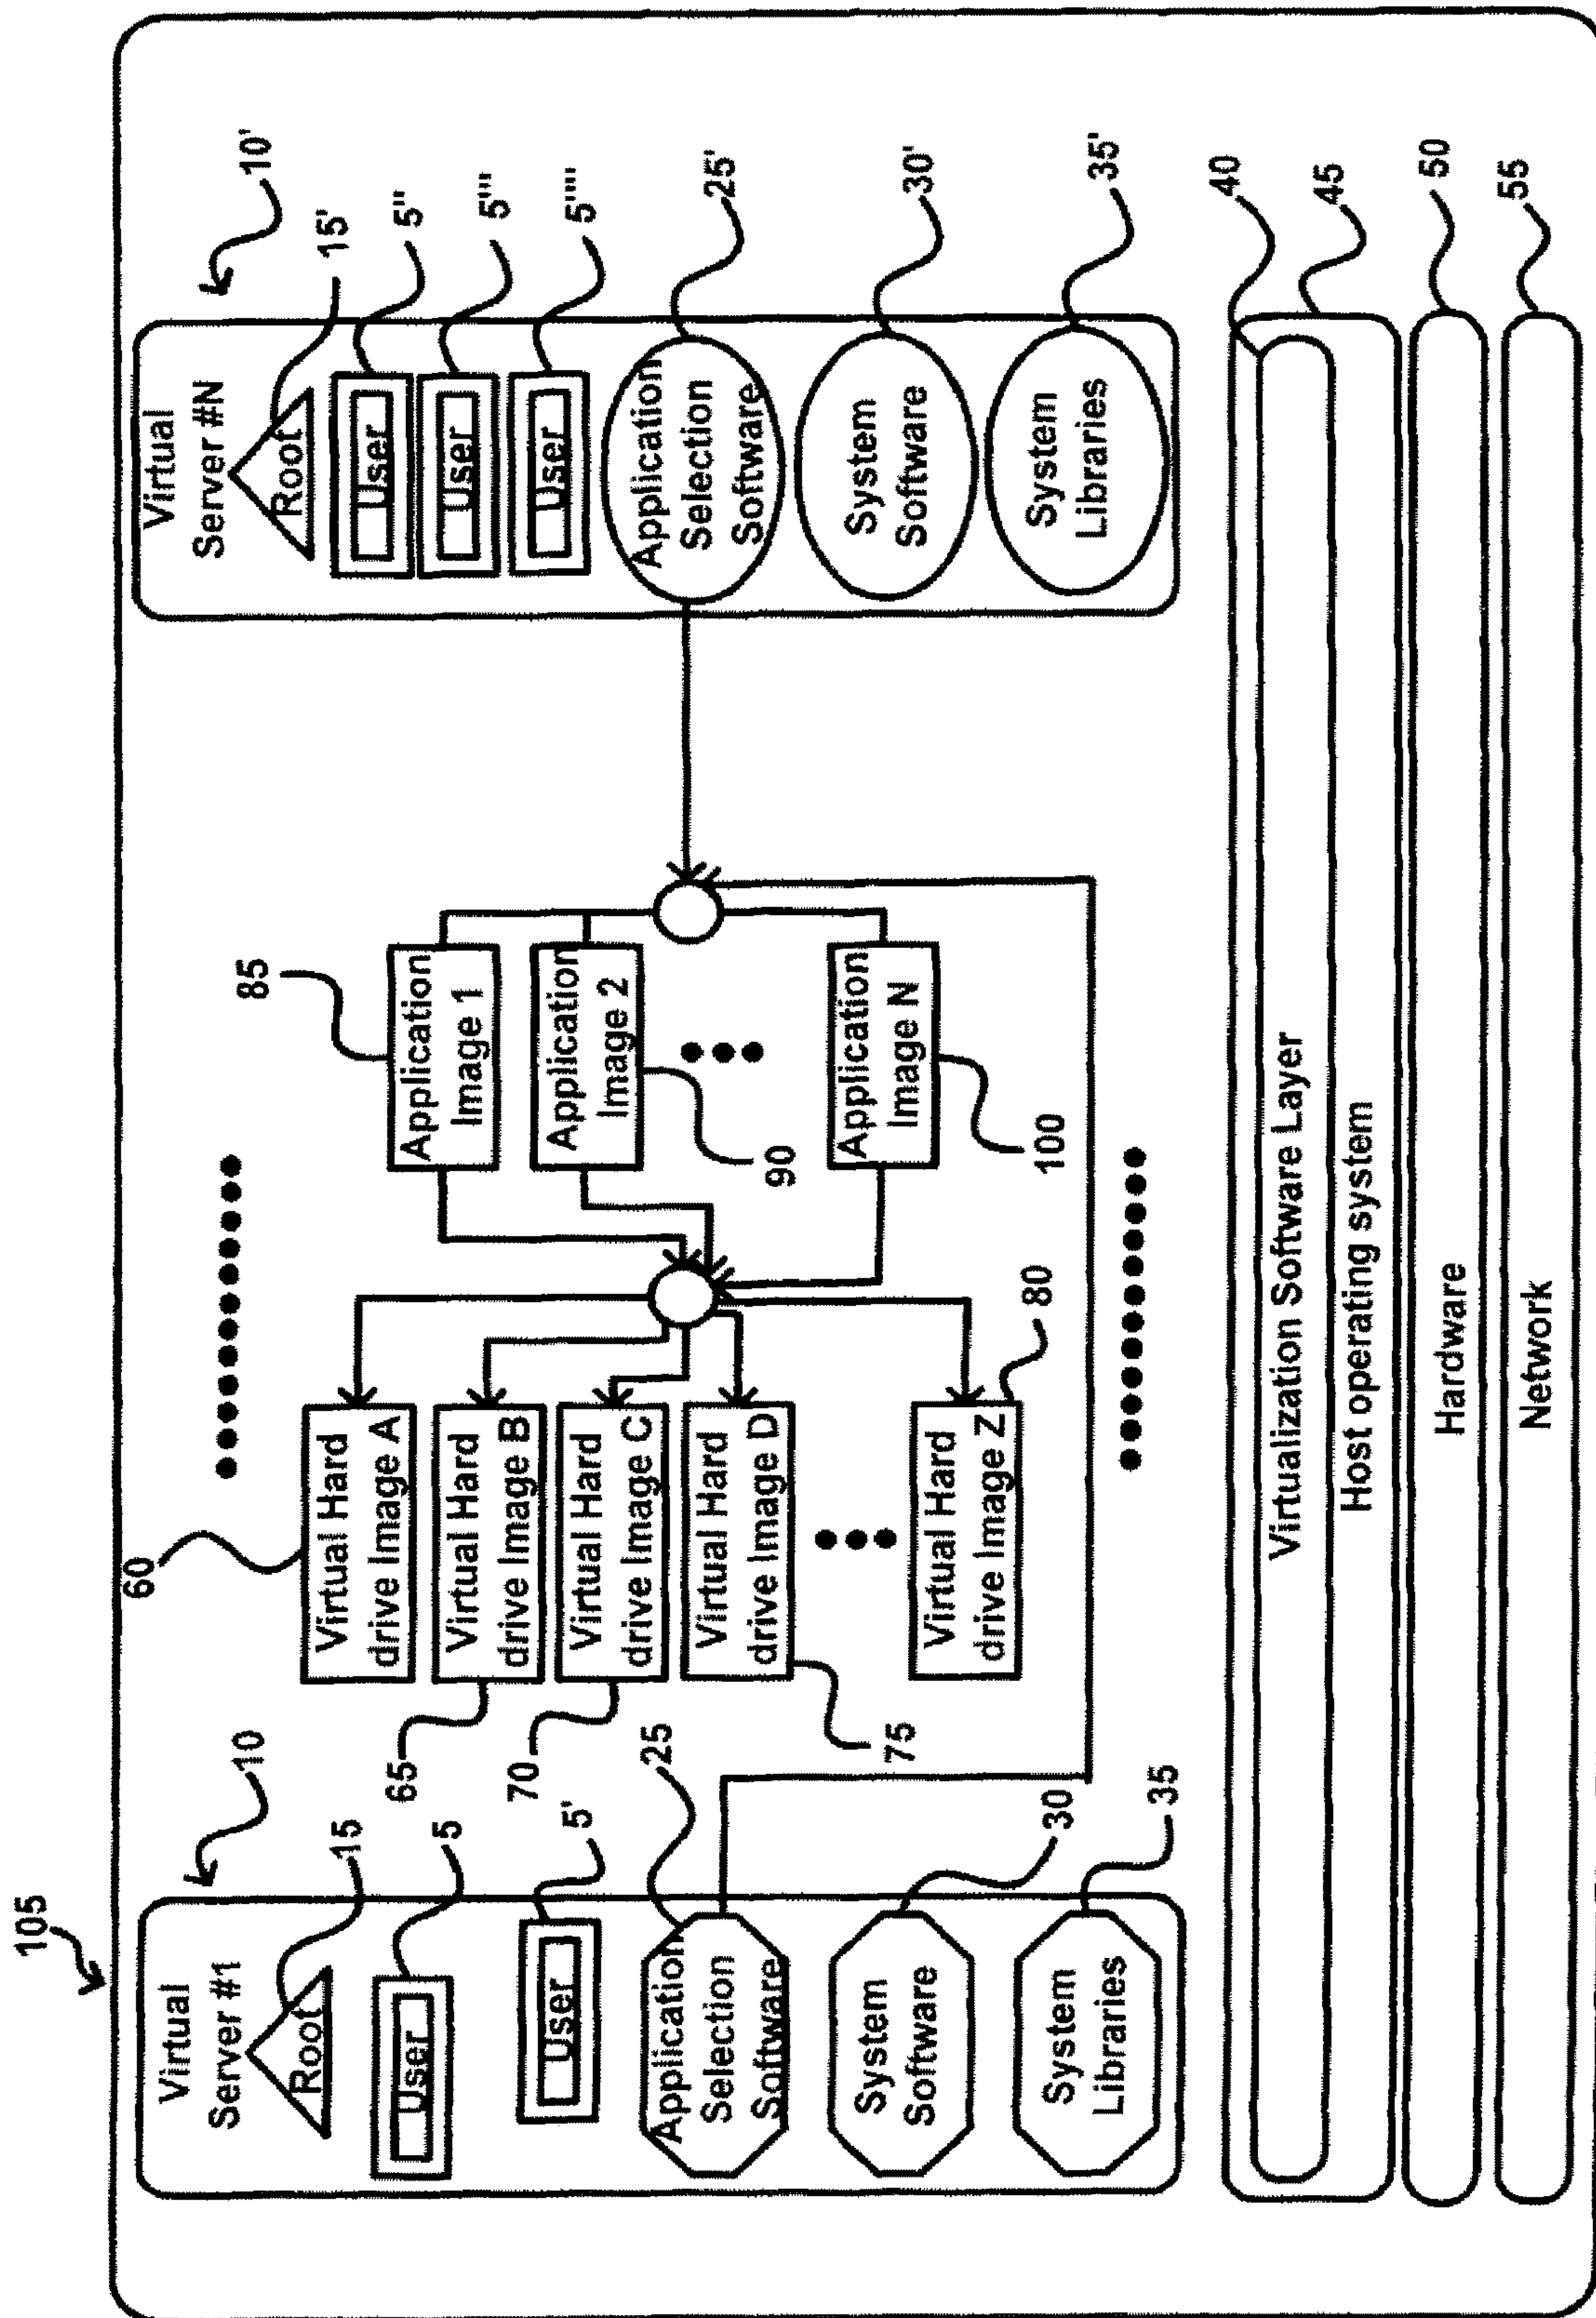 105
Virtual
Server #1
10
Root
15
User
5
User
5'
Application
Selection
Software
25
System
Software
30
System
Libraries
35
60
Virtual Hard
drive Image A
Virtual Hard
drive Image B
65
Virtual Hard
drive Image C
70
Virtual Hard
drive Image D
75
Virtual Hard
drive Image Z
80
85
Application
Image 1
Application
Image 2
90
Application
Image N
100
Virtual
Server #N
10'
Root
15'
User
5''
User
5'''
User
5''''
Application
Selection
Software
25'
System
Software
30'
System
Libraries
35'
Virtualization Software Layer
40
Host operating system
45
Hardware
50
Network
55